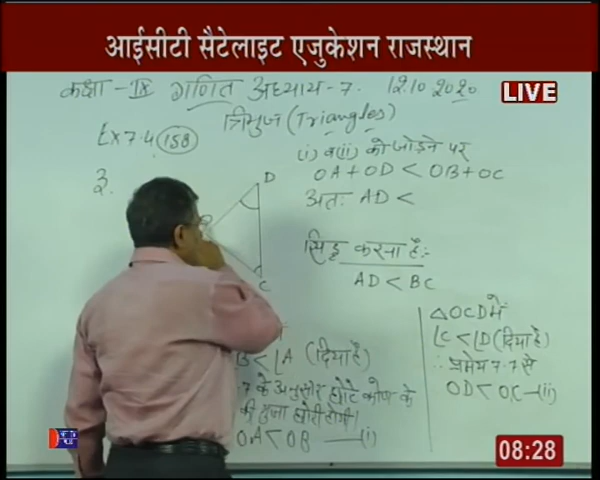 आईसीटी सैटेलाइट एजुकेशन राजस्थान
LIVE
कक्षा - IX गणित अध्याय - 7. 12.10.2020
त्रिभुज (Triangles)
Ex 7.4 (158)
(i) व (ii) को जोड़ने पर
OA + OD < OB + OC
अतः AD <
3.
D
C
सिद्ध करना है:-
AD < BC
B < ∠A (दिया है)
7 के अनुसार छोटे कोण के
की भुजा छोटी होगी।
OA < OB — (i)
△OCD में
∠C < ∠D (दिया है)
∴ प्रमेय 7.7 से
OD < OC — (ii)
08:28